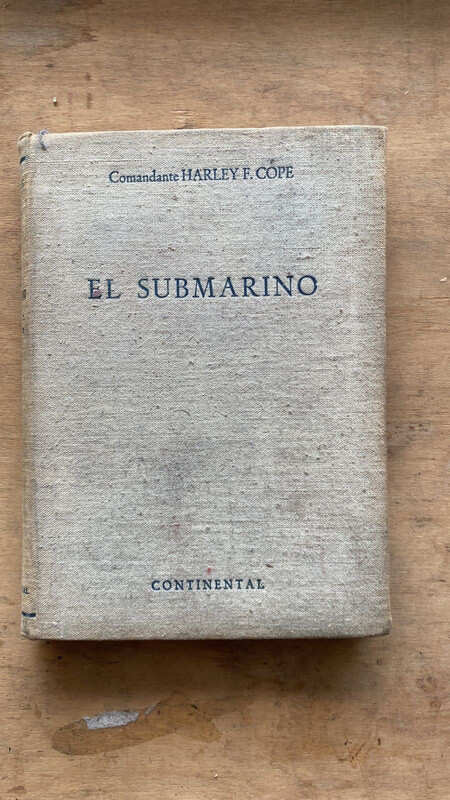 Comandante HARLEY F. COPE
EL SUBMARINO
CONTINENTAL